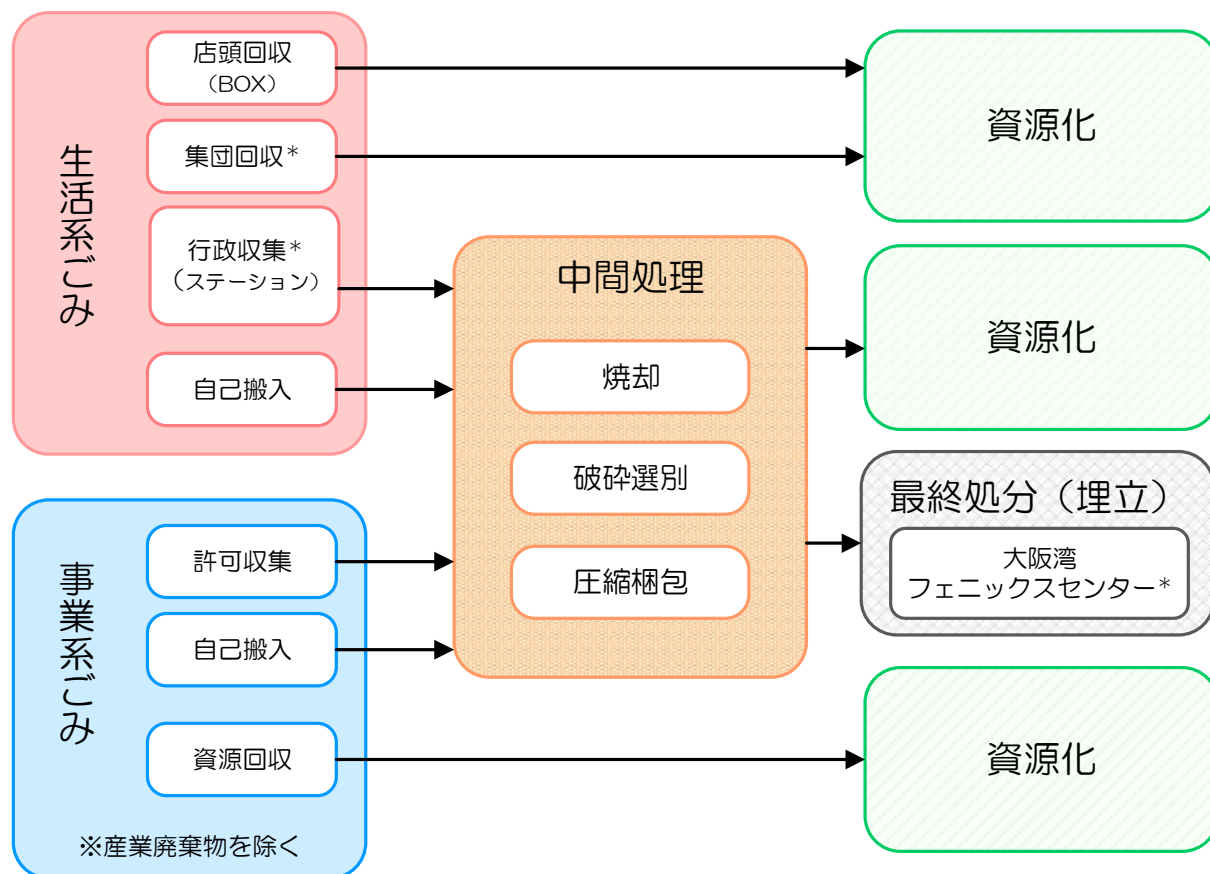 生活系ごみ
店頭回収
(BOX)
集団回収*
行政収集*
(ステーション)
自己搬入
事業系ごみ
許可収集
自己搬入
資源回収
※産業廃棄物を除く
中間処理
焼却
破砕選別
圧縮梱包
資源化
資源化
最終処分（埋立）
大阪湾
フェニックスセンター*
資源化